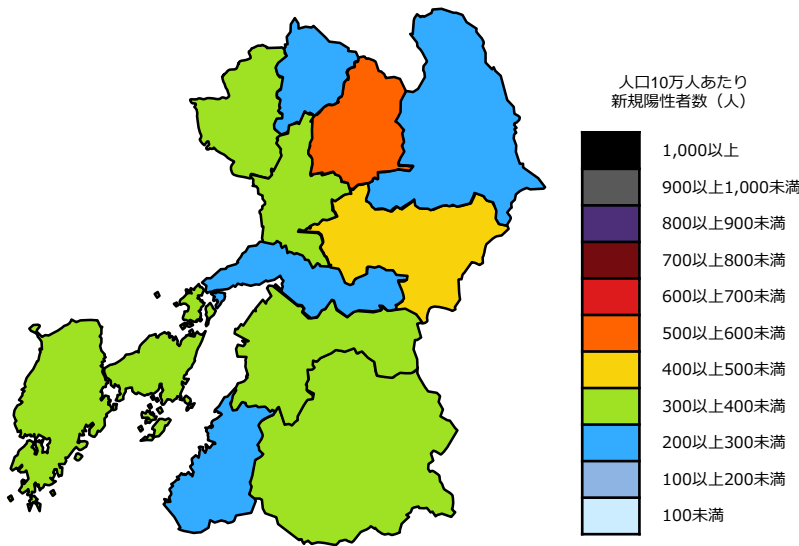 人口10万人あたり
新規陽性者数（人）
1,000以上
900以上1,000未満
800以上900未満
700以上800未満
600以上700未満
500以上600未満
400以上500未満
300以上400未満
200以上300未満
100以上200未満
100未満